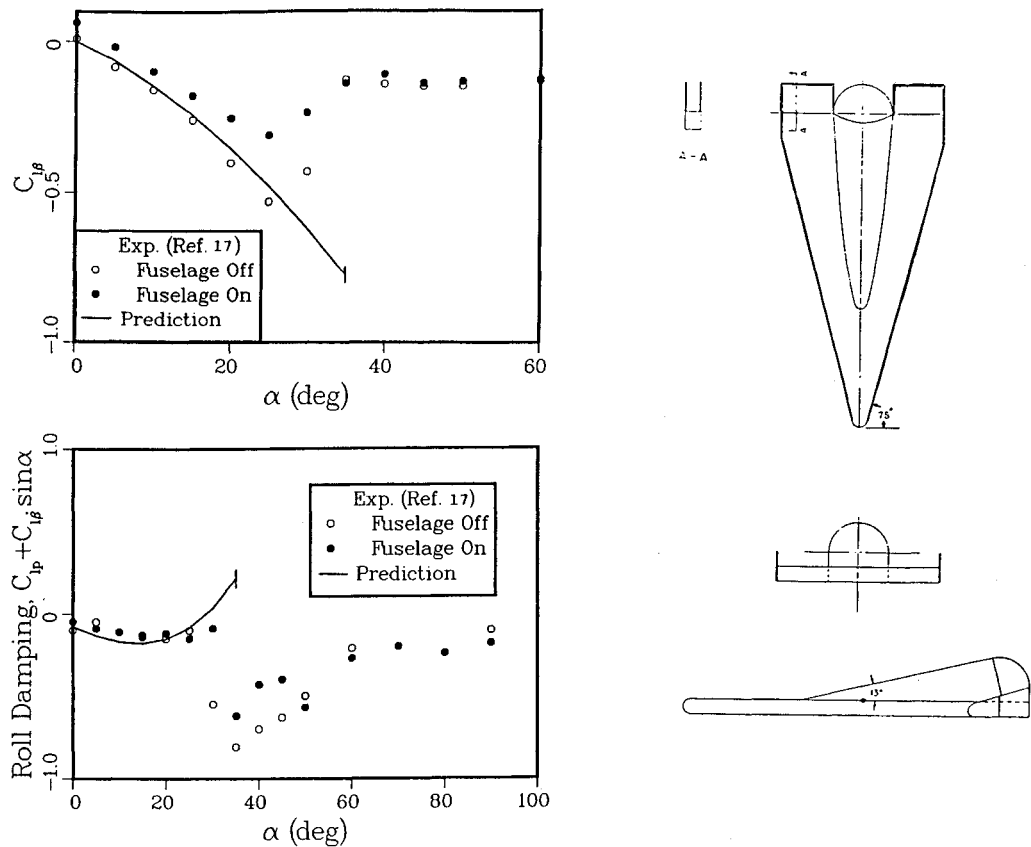 0
-0.5
-1.0
C_lβ
Exp. (Ref. 17)
○ Fuselage Off
● Fuselage On
— Prediction
0 20 40 60
α (deg)
1.0
0
-1.0
Roll Damping, C_lp + C_lβ̇ sinα
Exp. (Ref. 17)
○ Fuselage Off
● Fuselage On
— Prediction
0 20 40 60 80 100
α (deg)
A
A
A - A
75°
13°